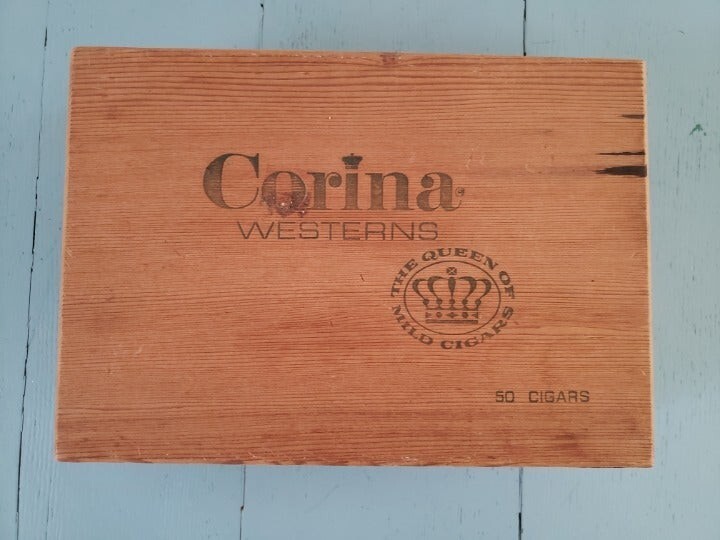 Corina
WESTERNS
THE QUEEN OF
MILD CIGARS
50 CIGARS